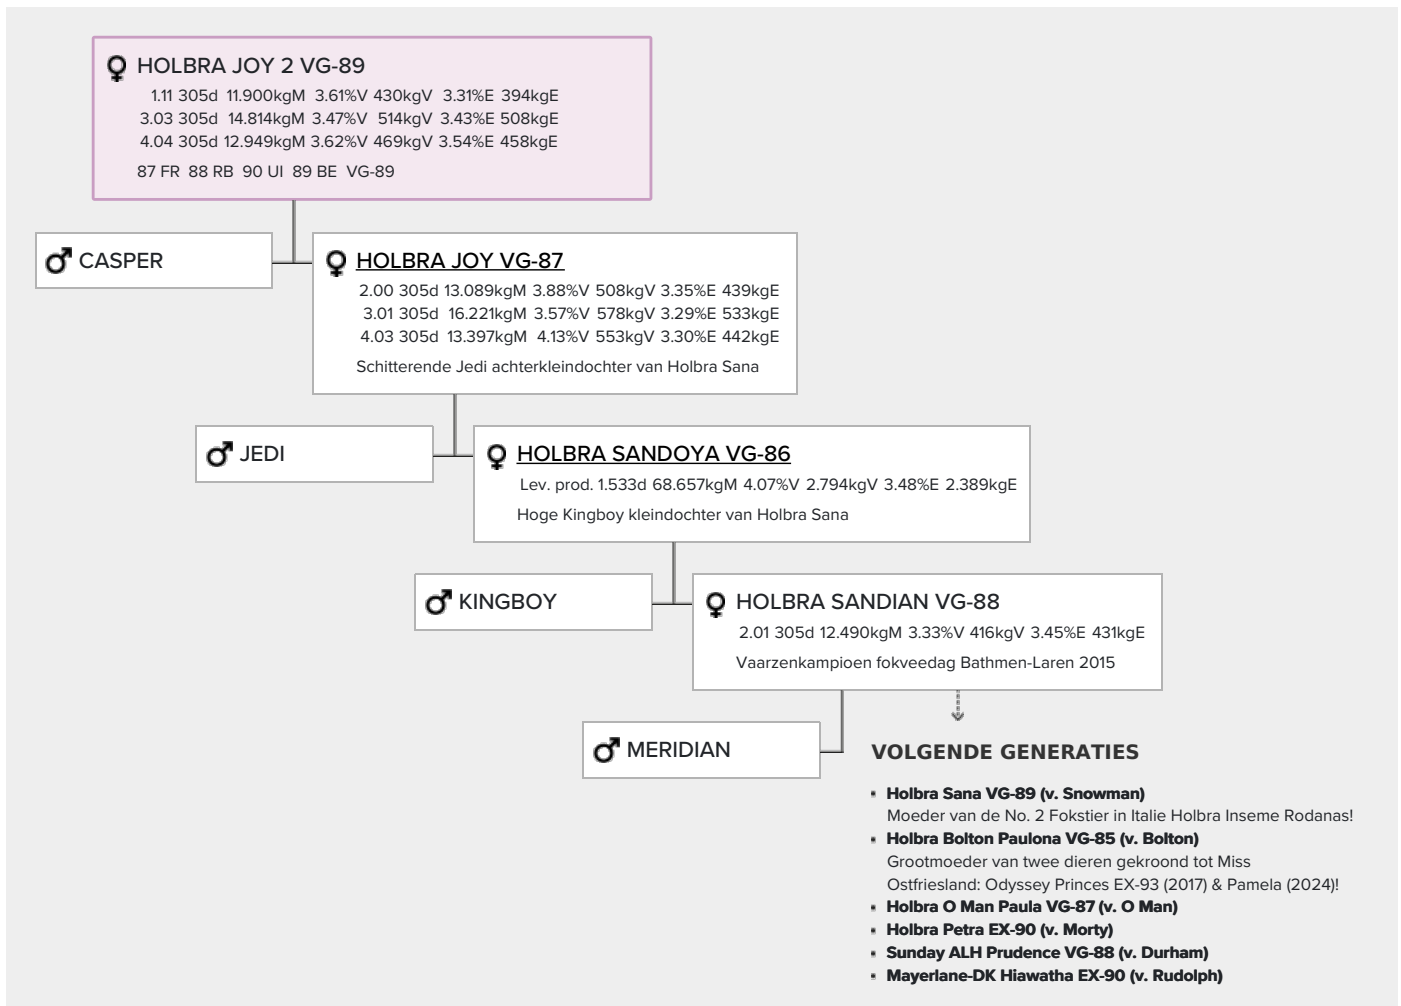 HOLBRA JOY 2 VG-89
1.11 305d 11.900kgM 3.61%V 430kgV 3.31%E 394kgE
3.03 305d 14.814kgM 3.47%V 514kgV 3.43%E 508kgE
4.04 305d 12.949kgM 3.62%V 469kgV 3.54%E 458kgE
87 FR 88 RB 90 UI 89 BE VG-89
CASPER
HOLBRA JOY VG-87
2.00 305d 13.089kgM 3.88%V 508kgV 3.35%E 439kgE
3.01 305d 16.221kgM 3.57%V 578kgV 3.29%E 533kgE
4.03 305d 13.397kgM 4.13%V 553kgV 3.30%E 442kgE
Schitterende Jedi achterkleindochter van Holbra Sana
JEDI
HOLBRA SANDOYA VG-86
Lev. prod. 1.533d 68.657kgM 4.07%V 2.794kgV 3.48%E 2.389kgE
Hoge Kingboy kleindochter van Holbra Sana
KINGBOY
HOLBRA SANDIAN VG-88
2.01 305d 12.490kgM 3.33%V 416kgV 3.45%E 431kgE
Vaarzenkampioen fokveedag Bathmen-Laren 2015
MERIDIAN
VOLGENDE GENERATIES
▪ Holbra Sana VG-89 (v. Snowman)
Moeder van de No. 2 Fokstier in Italie Holbra Inseme Rodanas!
▪ Holbra Bolton Paulona VG-85 (v. Bolton)
Grootmoeder van twee dieren gekroond tot Miss
Ostfriesland: Odyssey Princes EX-93 (2017) & Pamela (2024)!
▪ Holbra O Man Paula VG-87 (v. O Man)
▪ Holbra Petra EX-90 (v. Morty)
▪ Sunday ALH Prudence VG-88 (v. Durham)
▪ Mayerlane-DK Hiawatha EX-90 (v. Rudolph)